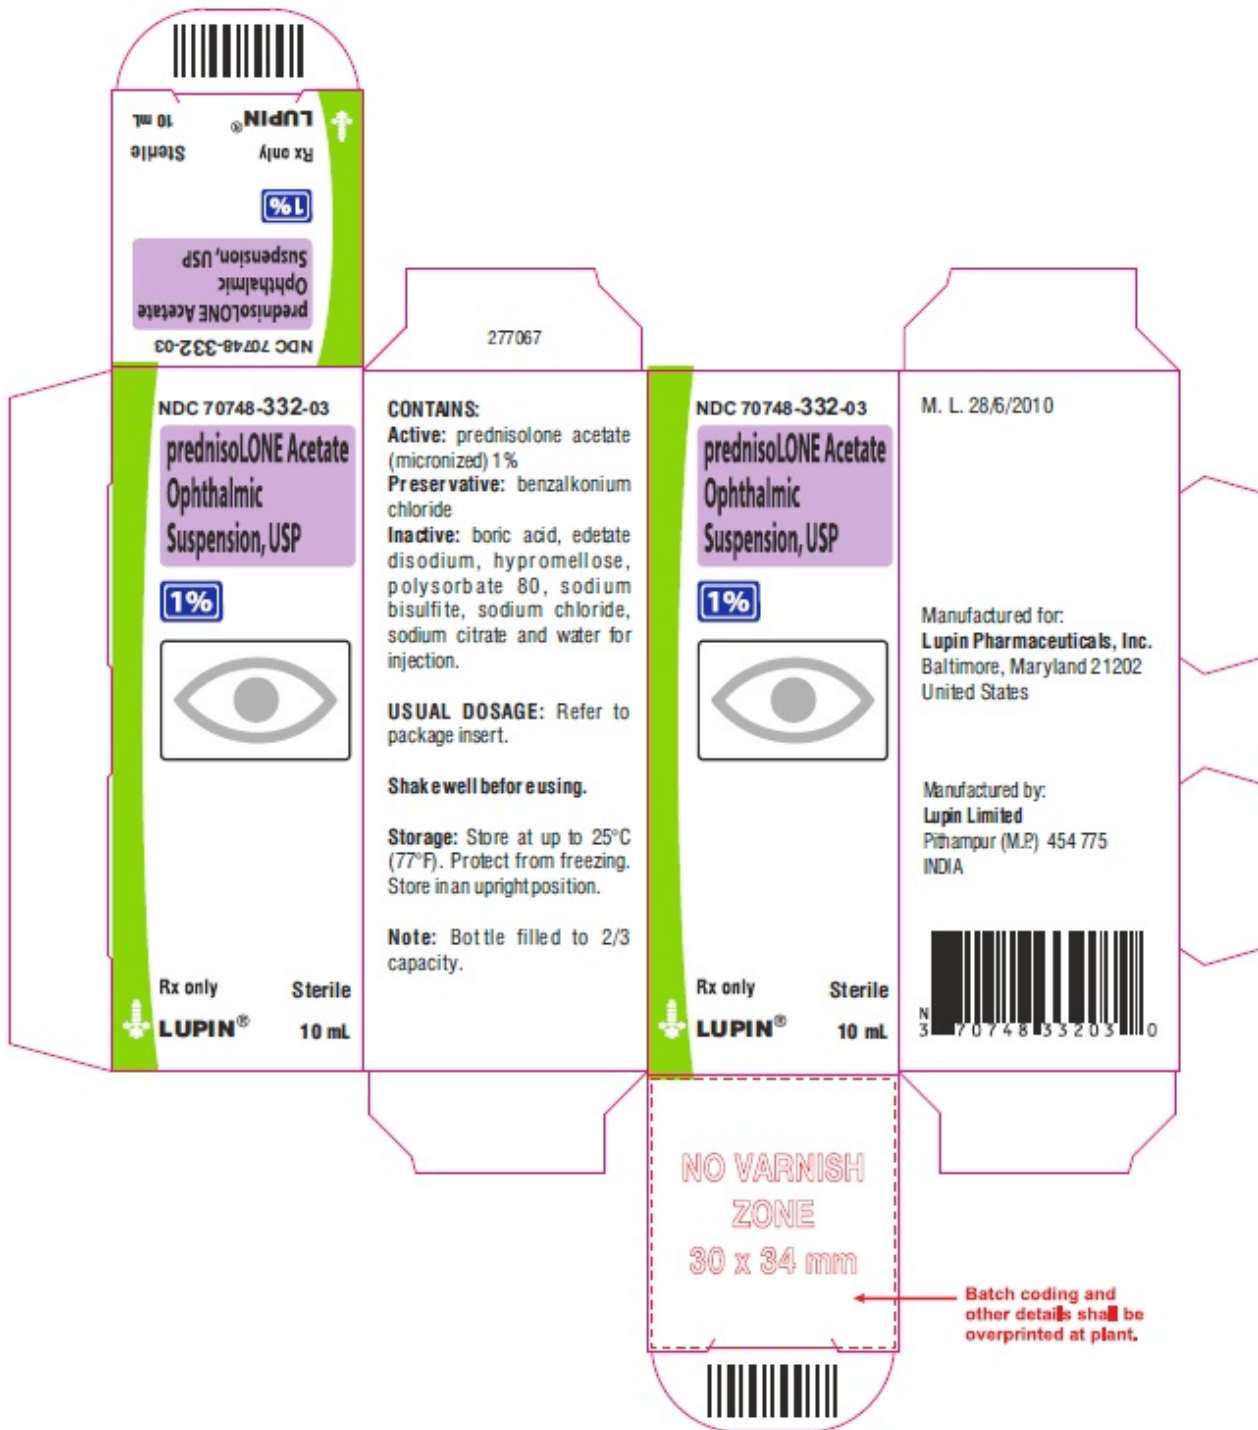 LUPIN® 10 mL
Rx only Sterile
1%
prednisoLONE Acetate
Ophthalmic
Suspension, USP
NDC 70748-332-03
277067
NDC 70748-332-03
prednisoLONE Acetate
Ophthalmic
Suspension, USP
1%
Rx only Sterile
LUPIN® 10 mL
CONTAINS:
Active: prednisolone acetate
(micronized) 1%
Preservative: benzalkonium
chloride
Inactive: boric acid, edetate
disodium, hypromellose,
polysorbate 80, sodium
bisulfite, sodium chloride,
sodium citrate and water for
injection.
USUAL DOSAGE: Refer to
package insert.
Shake well before using.
Storage: Store at up to 25°C
(77°F). Protect from freezing.
Store in an upright position.
Note: Bottle filled to 2/3
capacity.
NDC 70748-332-03
prednisoLONE Acetate
Ophthalmic
Suspension, USP
1%
Rx only Sterile
LUPIN® 10 mL
M. L. 28/6/2010
Manufactured for:
Lupin Pharmaceuticals, Inc.
Baltimore, Maryland 21202
United States
Manufactured by:
Lupin Limited
Pithampur (M.P.) 454 775
INDIA
N
3 70748 33203 0
NO VARNISH
ZONE
30 x 34 mm
Batch coding and
other details shall be
overprinted at plant.